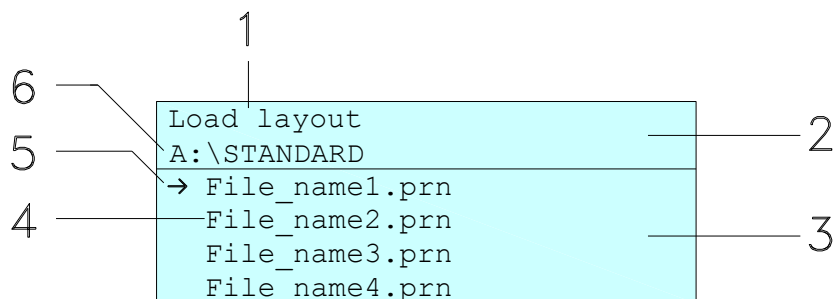 1
6
Load layout
2
A:\STANDARD
5
→ File_name1.prn
4
File_name2.prn
3
File_name3.prn
File_name4.prn